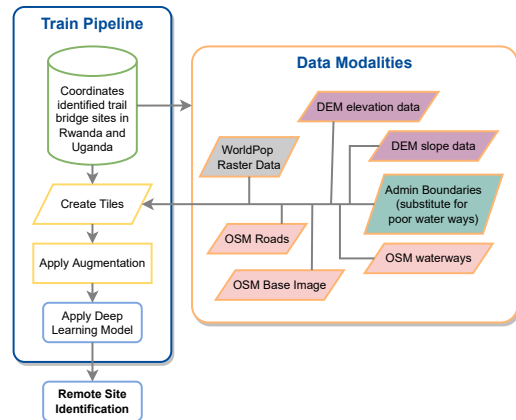 Train Pipeline
Coordinates
identified trail
bridge sites in
Rwanda and
Uganda
Create Tiles
Apply Augmentation
Apply Deep
Learning Model
Remote Site
Identification
Data Modalities
DEM elevation data
WorldPop
Raster Data
DEM slope data
Admin Boundaries
(substitute for
poor water ways)
OSM Roads
OSM waterways
OSM Base Image